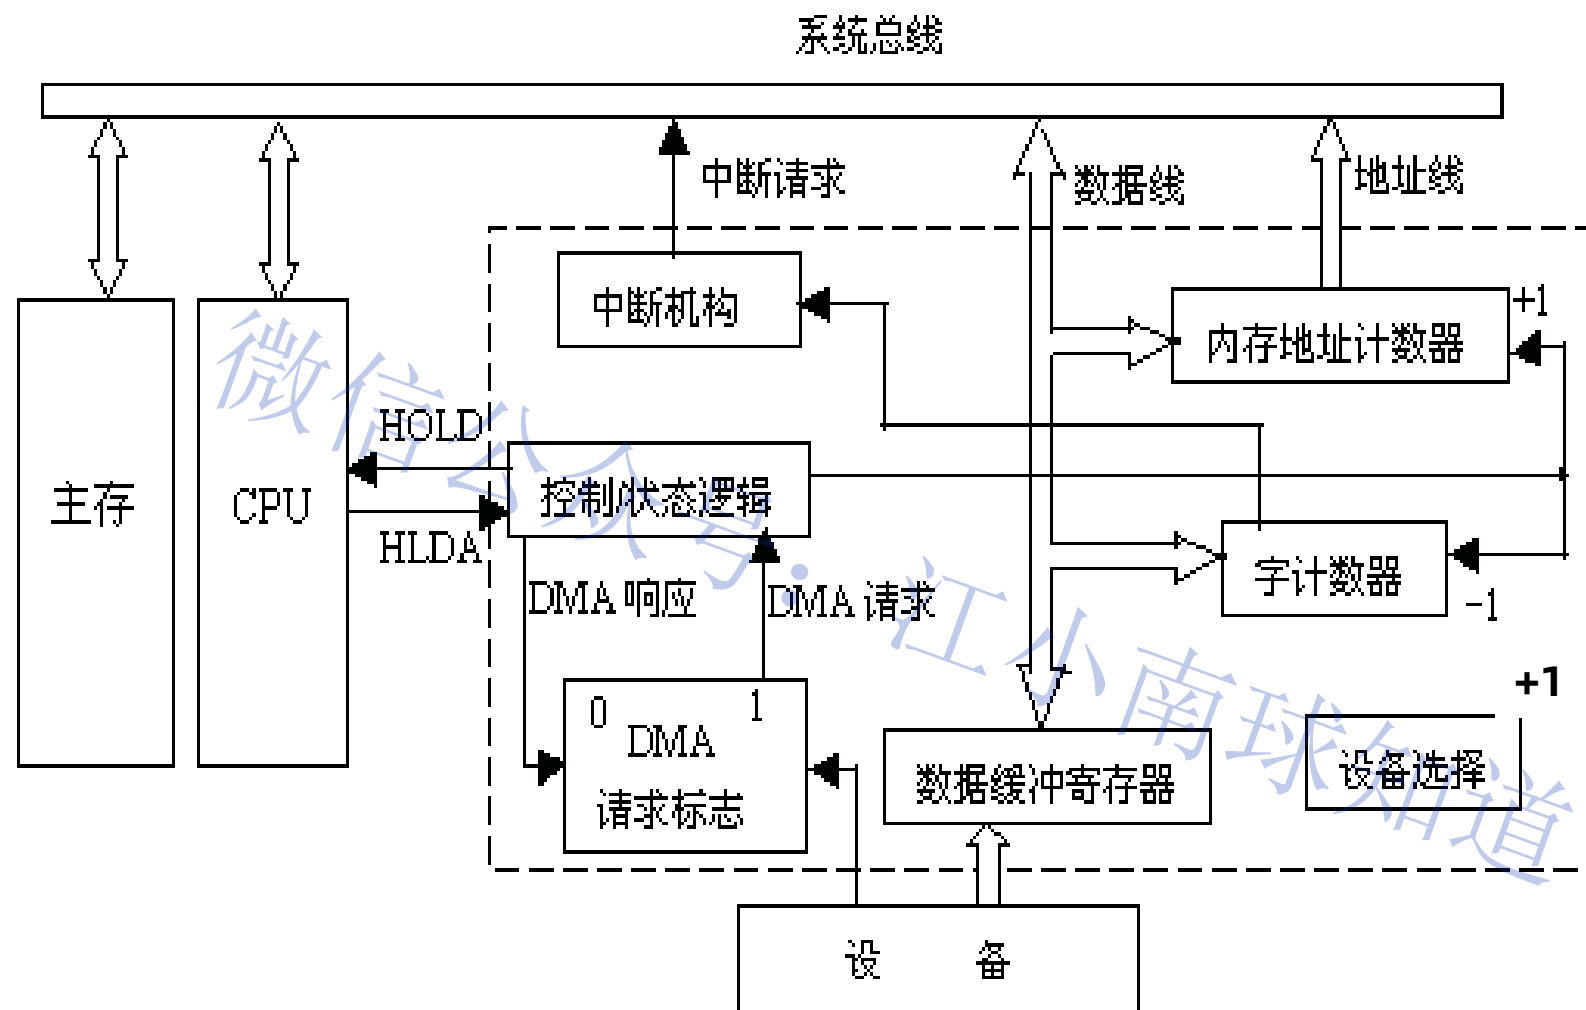 系统总线
中断请求
数据线
地址线
中断机构
内存地址计数器
+1
HOLD
主存
CPU
控制/状态逻辑
HLDA
字计数器
-1
DMA 响应
DMA 请求
0
1
DMA
请求标志
数据缓冲寄存器
+1
设备选择
设 备
微信公众号：江小南球知道